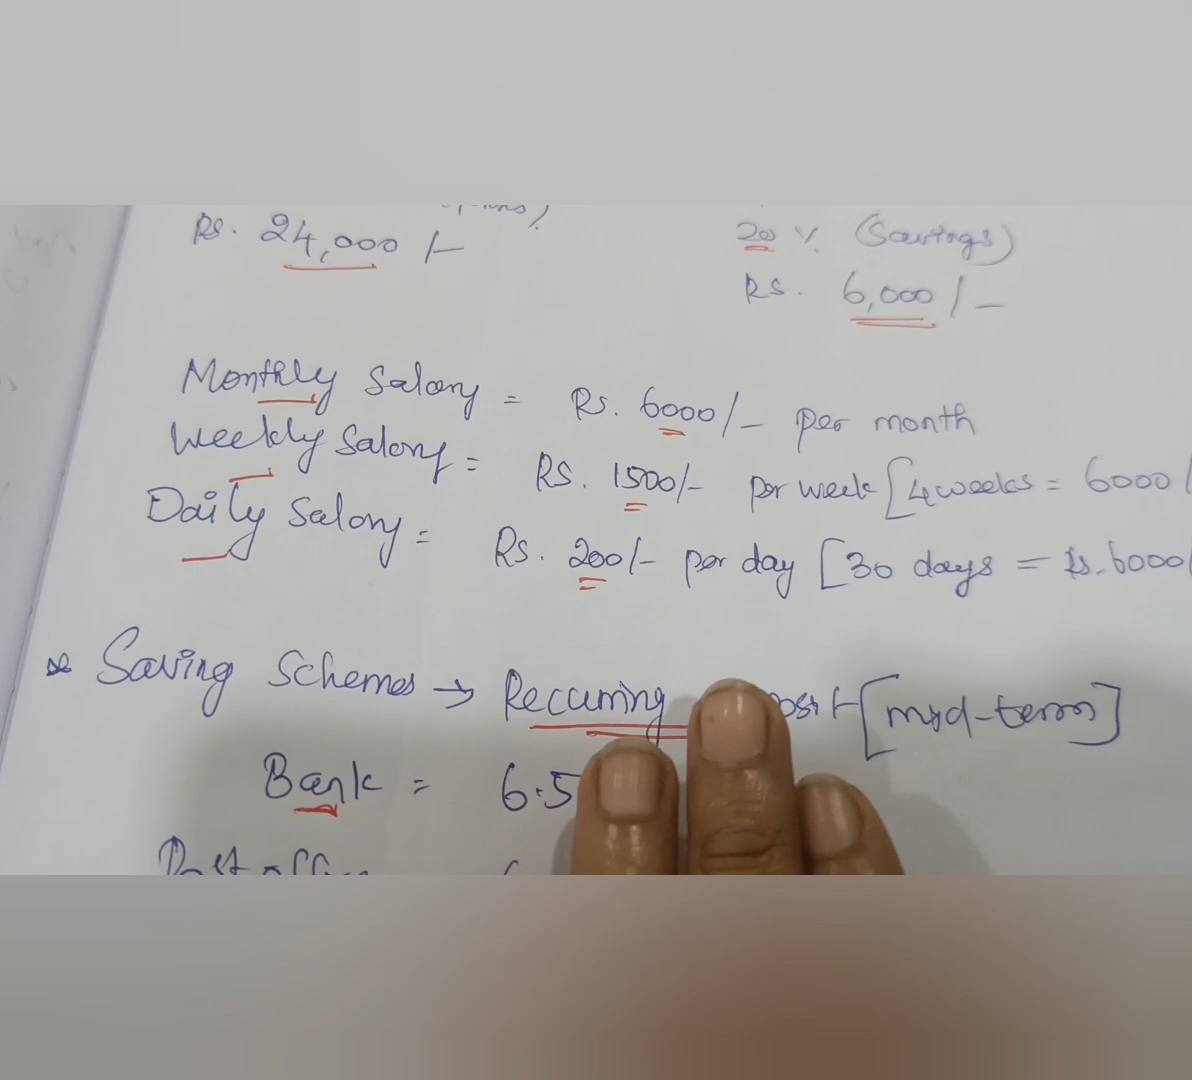 Rs. 24,000/-
20 % (Savings)
Rs. 6,000/-
Monthly Salary = Rs. 6000/- per month
Weekly Salary = RS. 1500/- per week [4 weeks = 6000/
Daily Salary = Rs. 200/- per day [30 days = Rs. 6000/
Saving Schemes → Recurring [mid-term]
Bank = 6.5
Post office